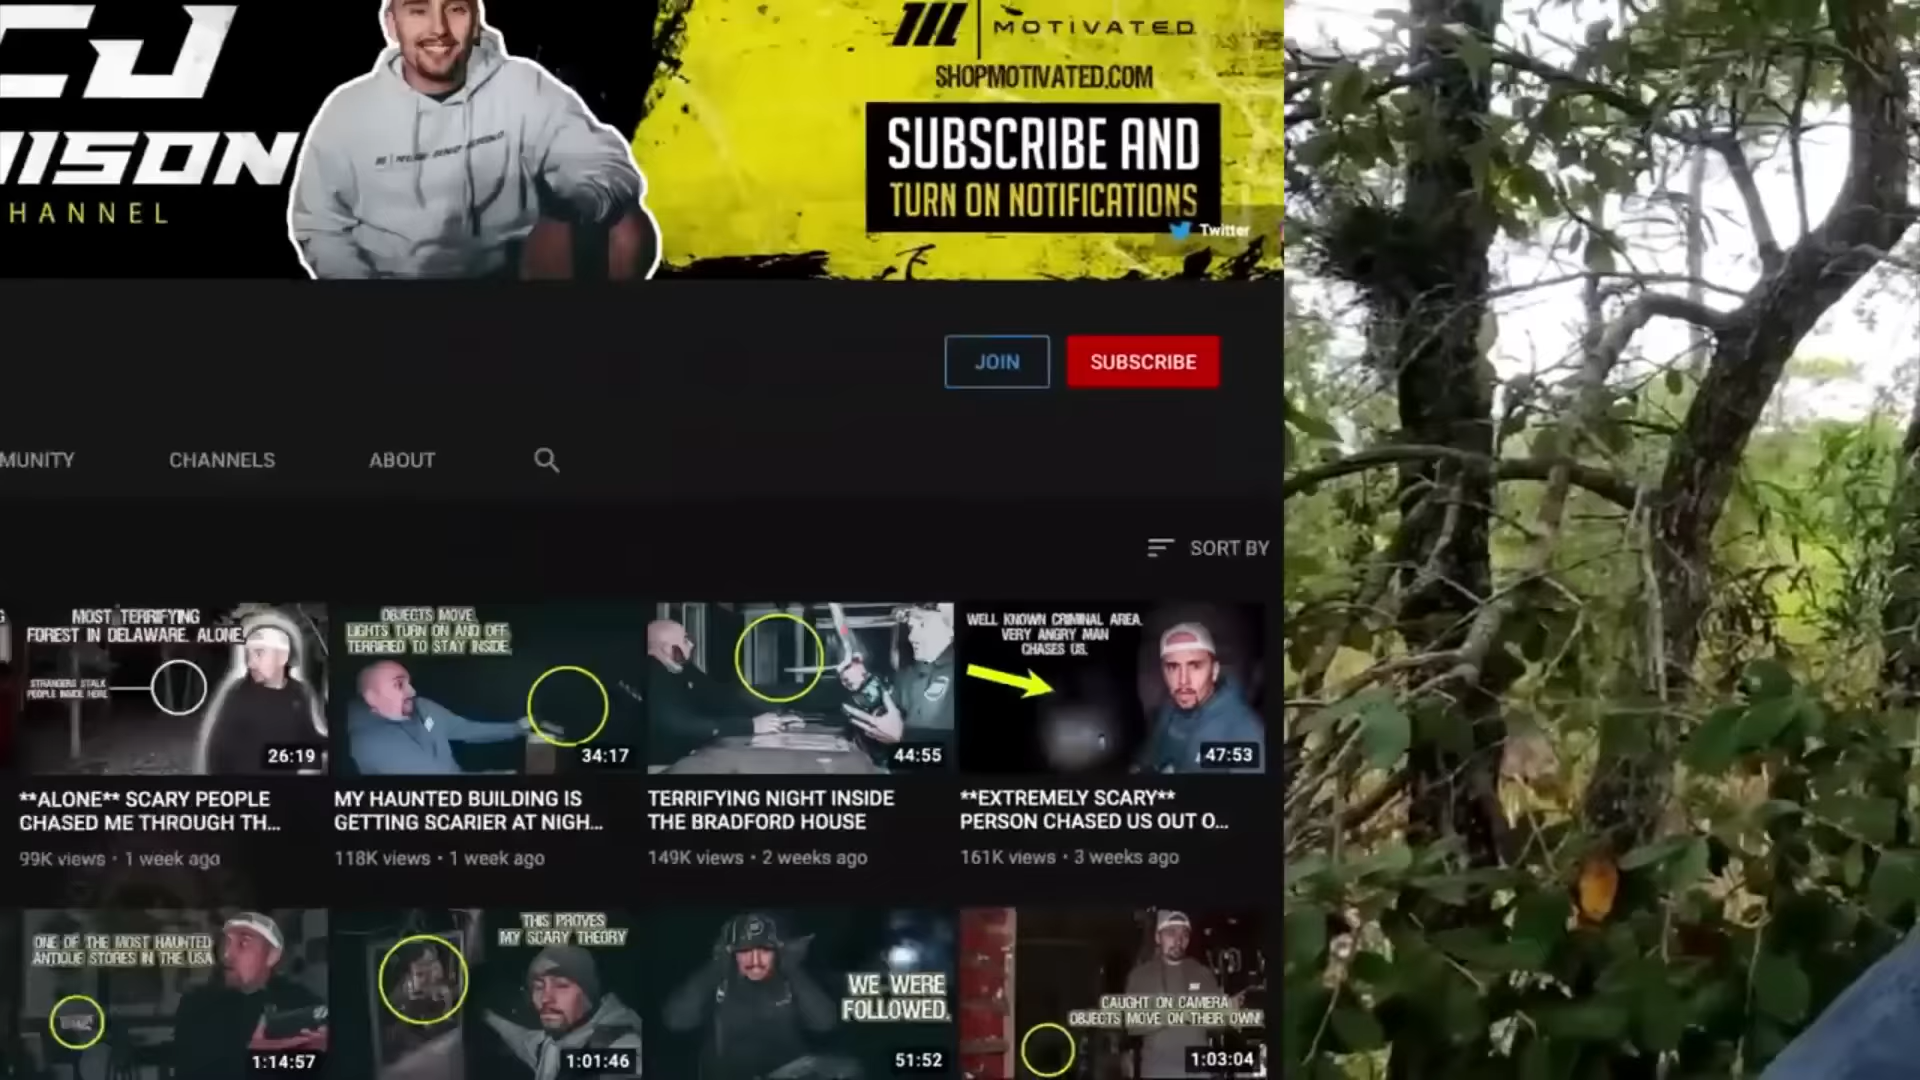 CJ
MOTIVATED
SHOPMOTIVATED.COM
SUBSCRIBE AND
TURN ON NOTIFICATIONS
NISON
HANNEL
Twitter
JOIN
SUBSCRIBE
MUNITY
CHANNELS
ABOUT
SORT BY
MOST TERRIFYING
FOREST IN DELAWARE. ALONE!
STRANGERS STALK
PEOPLE INSIDE HERE
26:19
**ALONE** SCARY PEOPLE
CHASED ME THROUGH TH...
99K views • 1 week ago
OBJECTS MOVE.
LIGHTS TURN ON AND OFF.
TERRIFIED TO STAY INSIDE.
34:17
MY HAUNTED BUILDING IS
GETTING SCARIER AT NIGH...
118K views • 1 week ago
44:55
TERRIFYING NIGHT INSIDE
THE BRADFORD HOUSE
149K views • 2 weeks ago
WELL KNOWN CRIMINAL AREA.
VERY ANGRY MAN
CHASES US.
47:53
**EXTREMELY SCARY**
PERSON CHASED US OUT O...
161K views • 3 weeks ago
ONE OF THE MOST HAUNTED
ANTIQUE STORES IN THE USA
1:14:57
THIS PROVES
MY SCARY THEORY
1:01:46
WE WERE
FOLLOWED.
51:52
CAUGHT ON CAMERA
OBJECTS MOVE ON THEIR OWN!
1:03:04